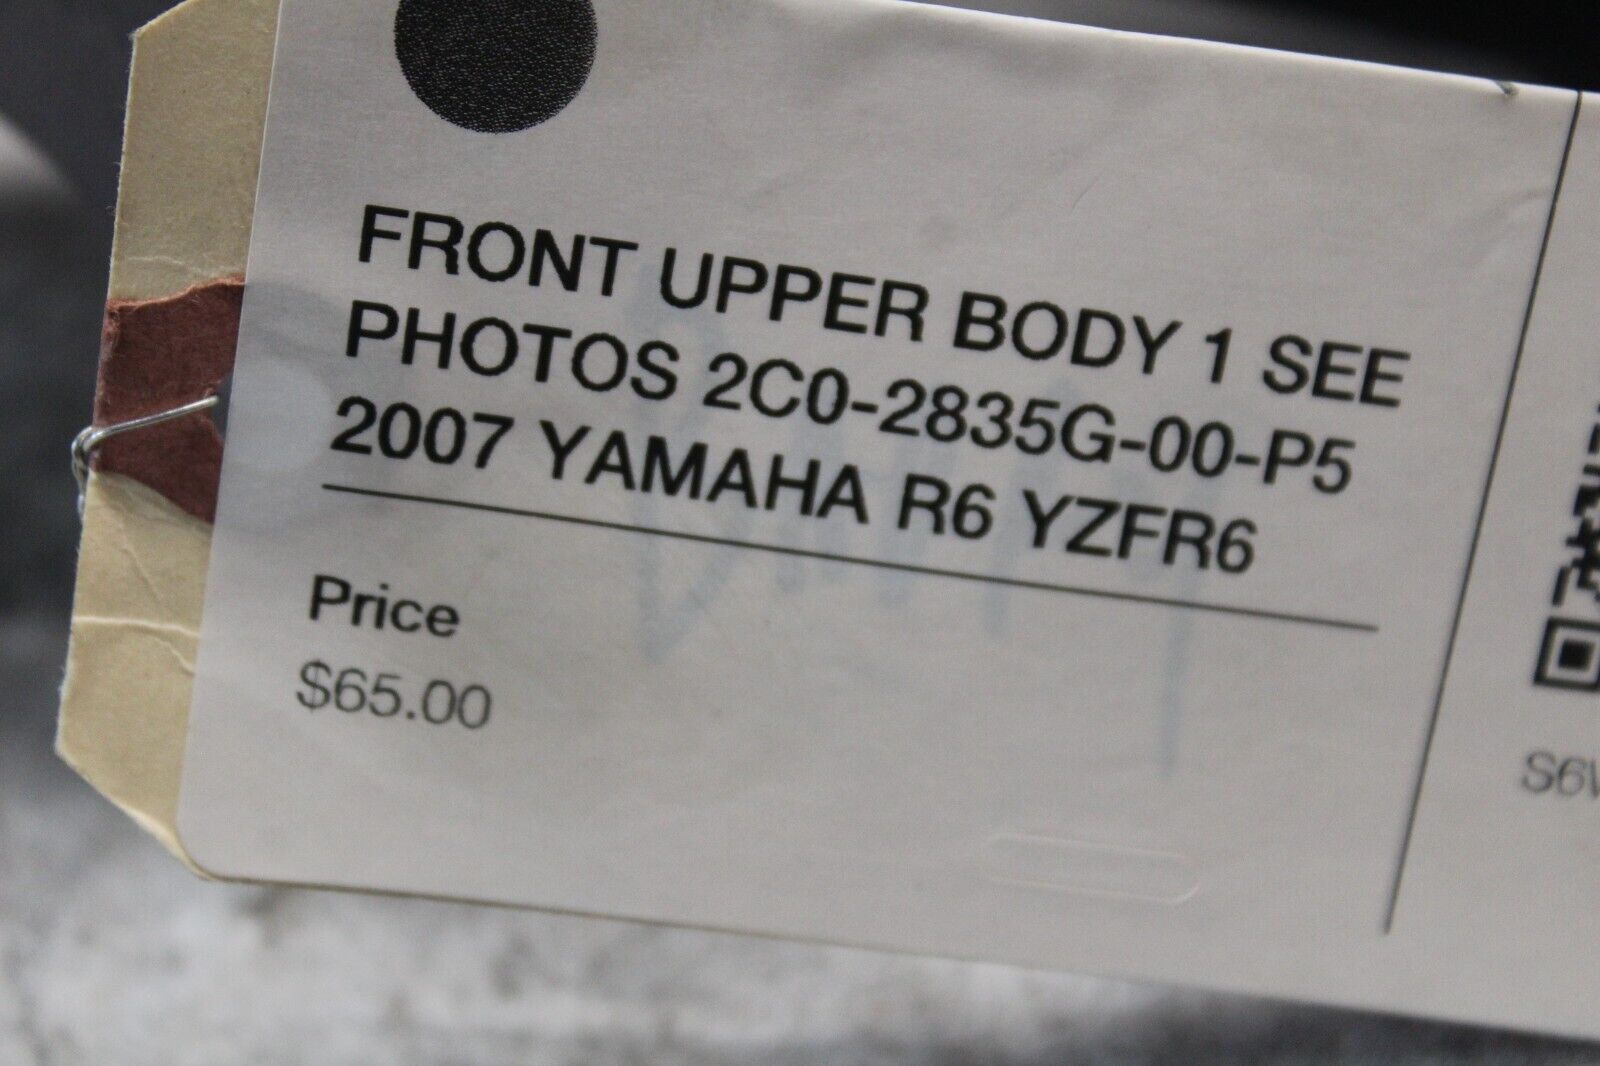 FRONT UPPER BODY 1 SEE
PHOTOS 2C0-2835G-00-P5
2007 YAMAHA R6 YZFR6
Price
$65.00